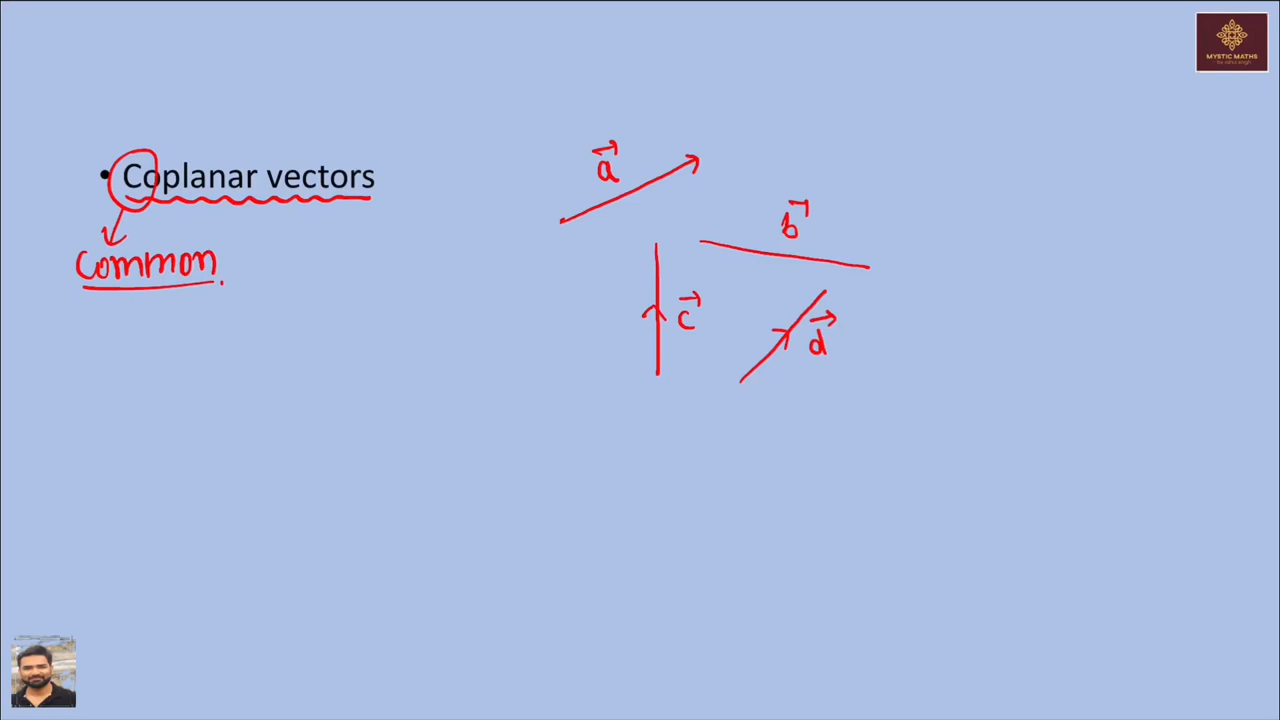 MYSTIC MATHS
• Coplanar vectors
common.
a⃗
b⃗
c⃗
d⃗